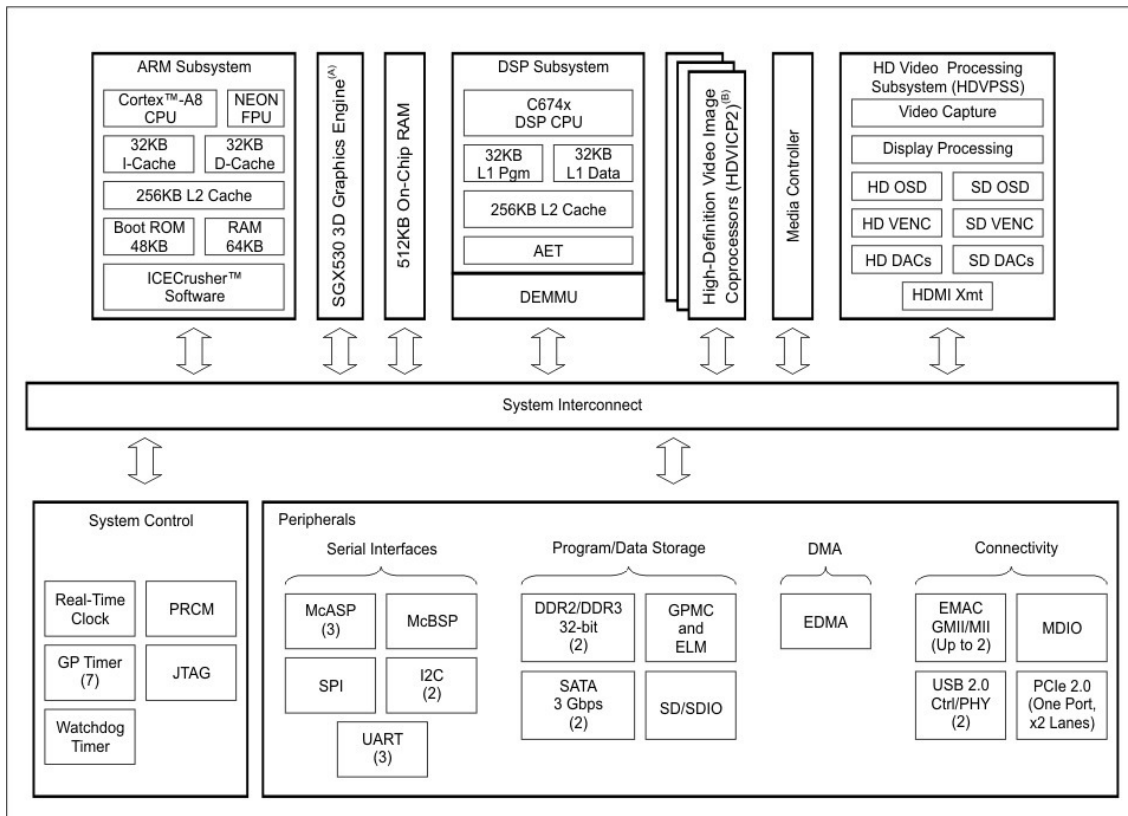 ARM Subsystem
Cortex™-A8
CPU
NEON
FPU
32KB
I-Cache
32KB
D-Cache
256KB L2 Cache
Boot ROM
48KB
RAM
64KB
ICECrusher™
Software
SGX530 3D Graphics Engine(A)
512KB On-Chip RAM
DSP Subsystem
C674x
DSP CPU
32KB
L1 Pgm
32KB
L1 Data
256KB L2 Cache
AET
DEMMU
High-Definition Video Image
Coprocessors (HDVICP2)(B)
Media Controller
HD Video Processing
Subsystem (HDVPSS)
Video Capture
Display Processing
HD OSD
SD OSD
HD VENC
SD VENC
HD DACs
SD DACs
HDMI Xmt
System Interconnect
System Control
Real-Time
Clock
PRCM
GP Timer
(7)
JTAG
Watchdog
Timer
Peripherals
Serial Interfaces
McASP
(3)
McBSP
SPI
I2C
(2)
UART
(3)
Program/Data Storage
DDR2/DDR3
32-bit
(2)
GPMC
and
ELM
SATA
3 Gbps
(2)
SD/SDIO
DMA
EDMA
Connectivity
EMAC
GMII/MII
(Up to 2)
MDIO
USB 2.0
Ctrl/PHY
(2)
PCIe 2.0
(One Port,
x2 Lanes)